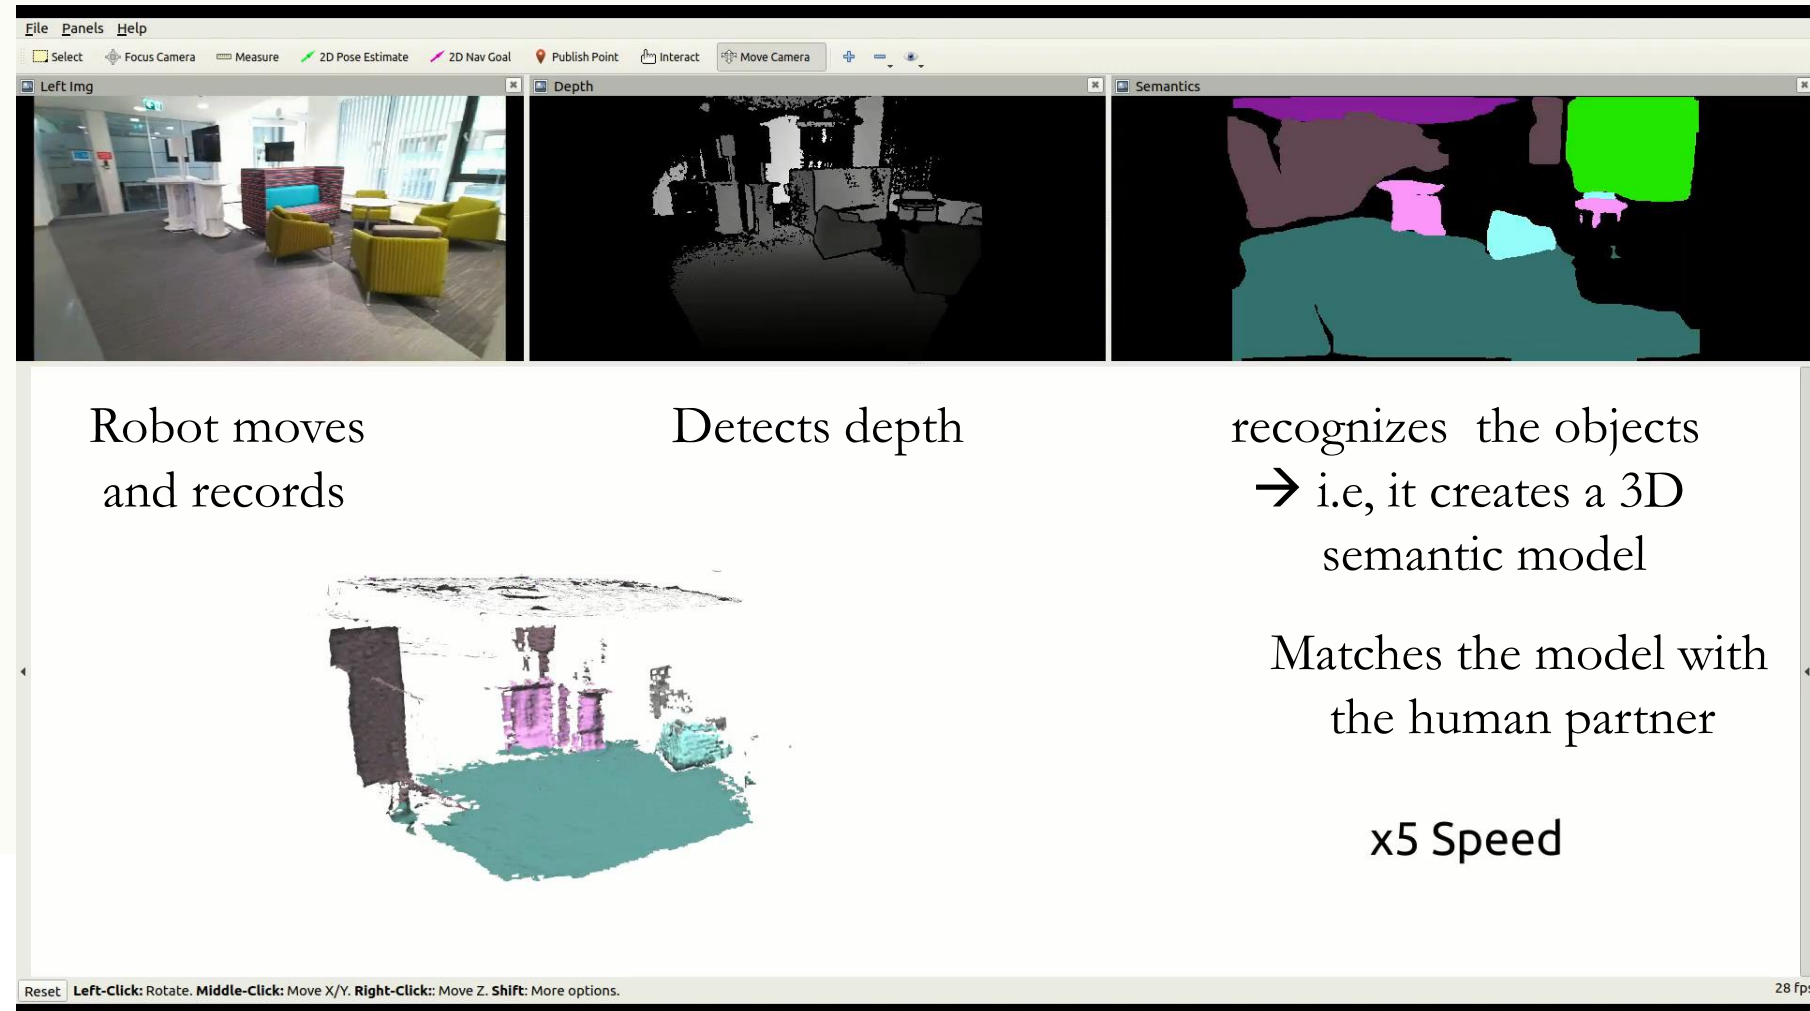 File Panels Help
Select Focus Camera Measure 2D Pose Estimate 2D Nav Goal Publish Point Interact Move Camera
Left Img Depth Semantics
Robot moves
and records
Detects depth
recognizes the objects
→ i.e, it creates a 3D
semantic model
Matches the model with
the human partner
x5 Speed
Reset Left-Click: Rotate. Middle-Click: Move X/Y. Right-Click:: Move Z. Shift: More options. 28 fps